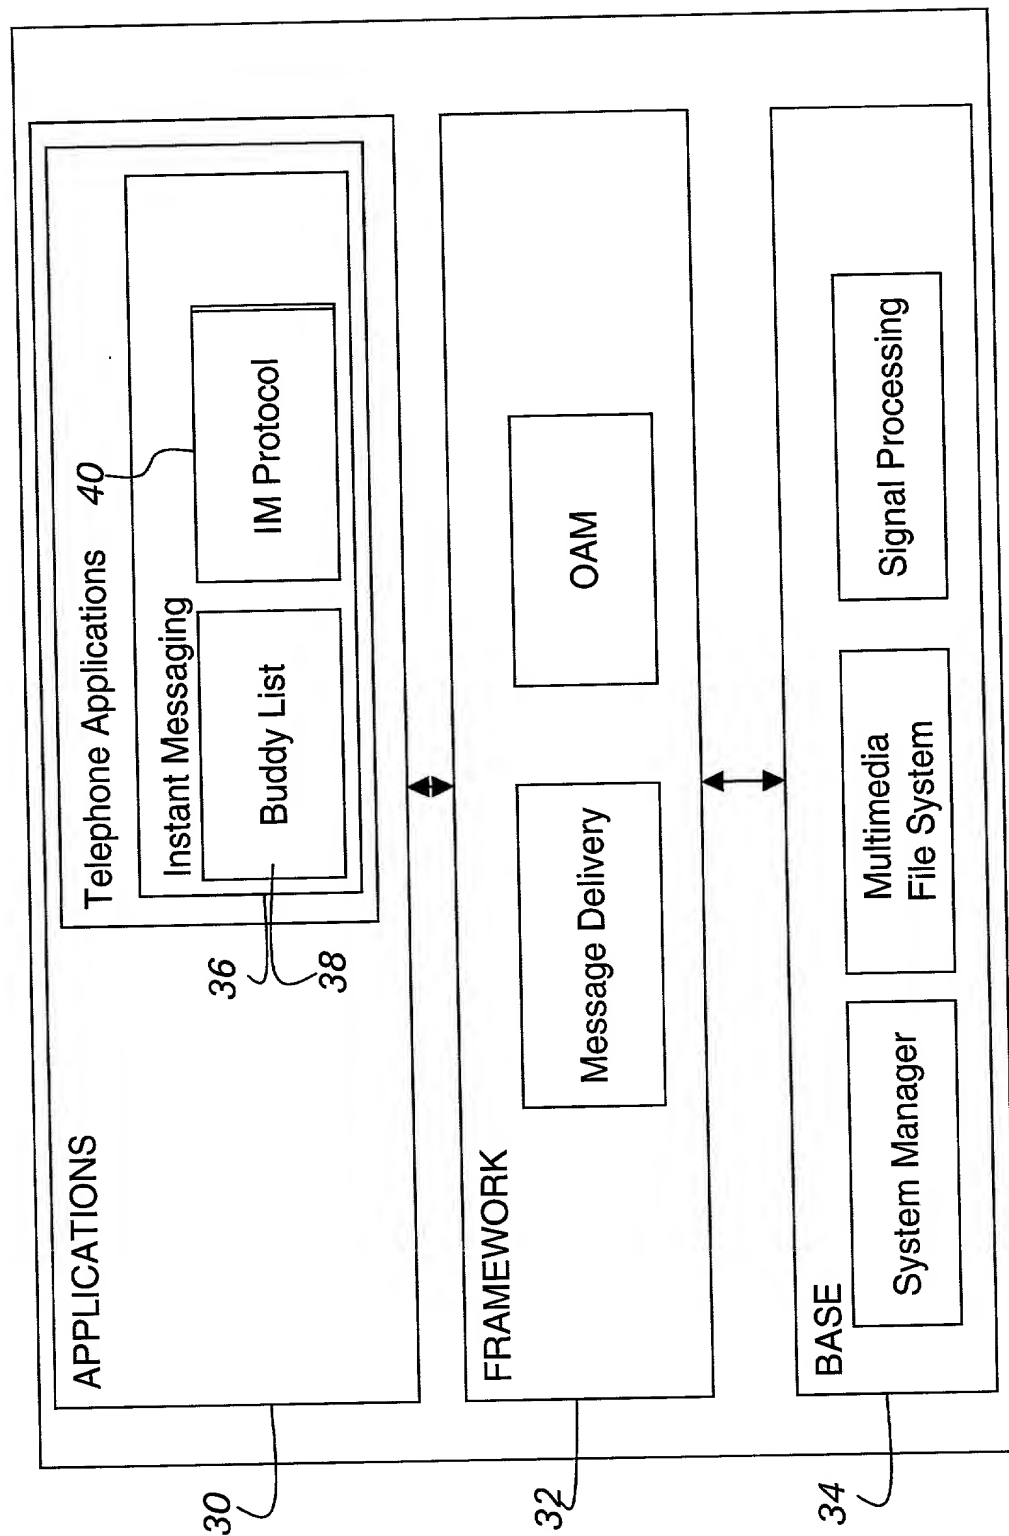 APPLICATIONS
Telephone Applications
40
Instant Messaging
Buddy List
IM Protocol
36
38
30
FRAMEWORK
Message Delivery
OAM
32
BASE
System Manager
Multimedia
File System
Signal Processing
34